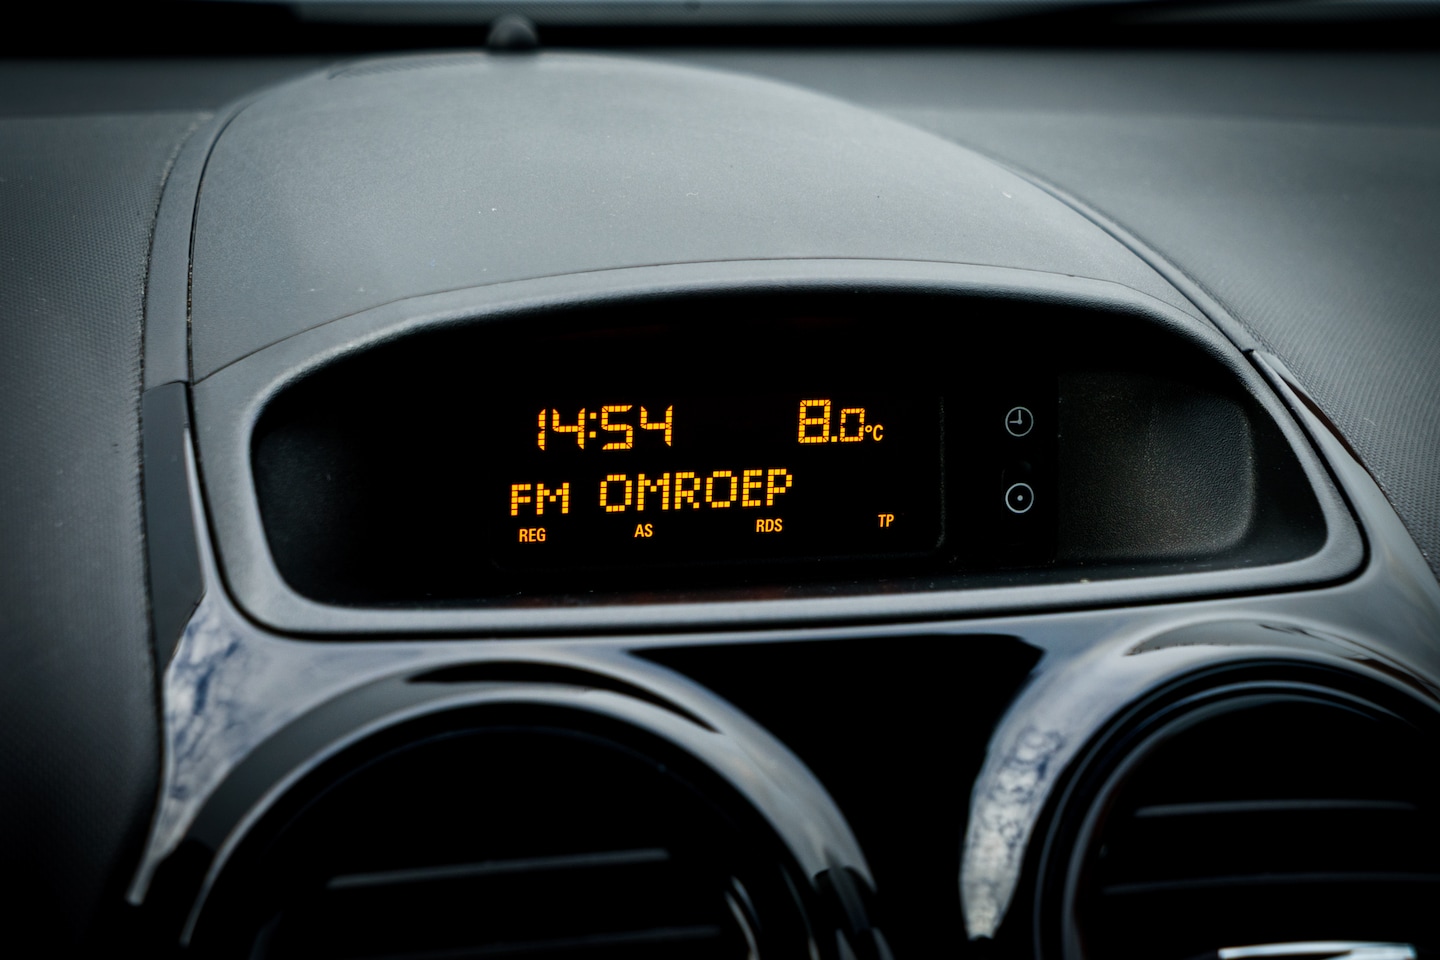 14:54 8.0°C
FM OMROEP
REG AS RDS TP